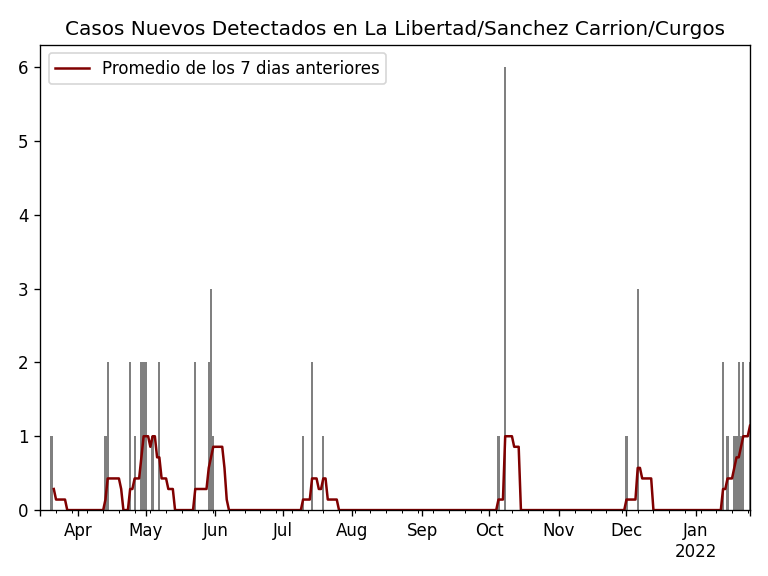 Casos Nuevos Detectados en La Libertad/Sanchez Carrion/Curgos
Promedio de los 7 dias anteriores
6
5
4
3
2
1
0
Apr May Jun Jul Aug Sep Oct Nov Dec Jan
2022